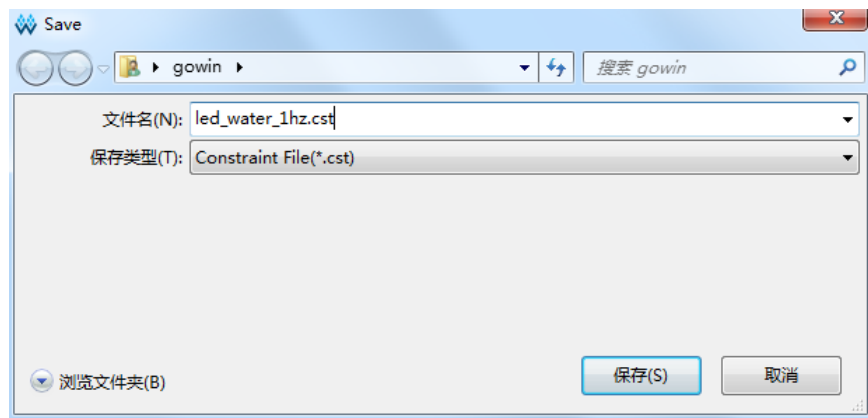 Save
gowin
搜索 gowin
文件名(N): led_water_1hz.cst
保存类型(T): Constraint File(*.cst)
浏览文件夹(B)
保存(S)
取消